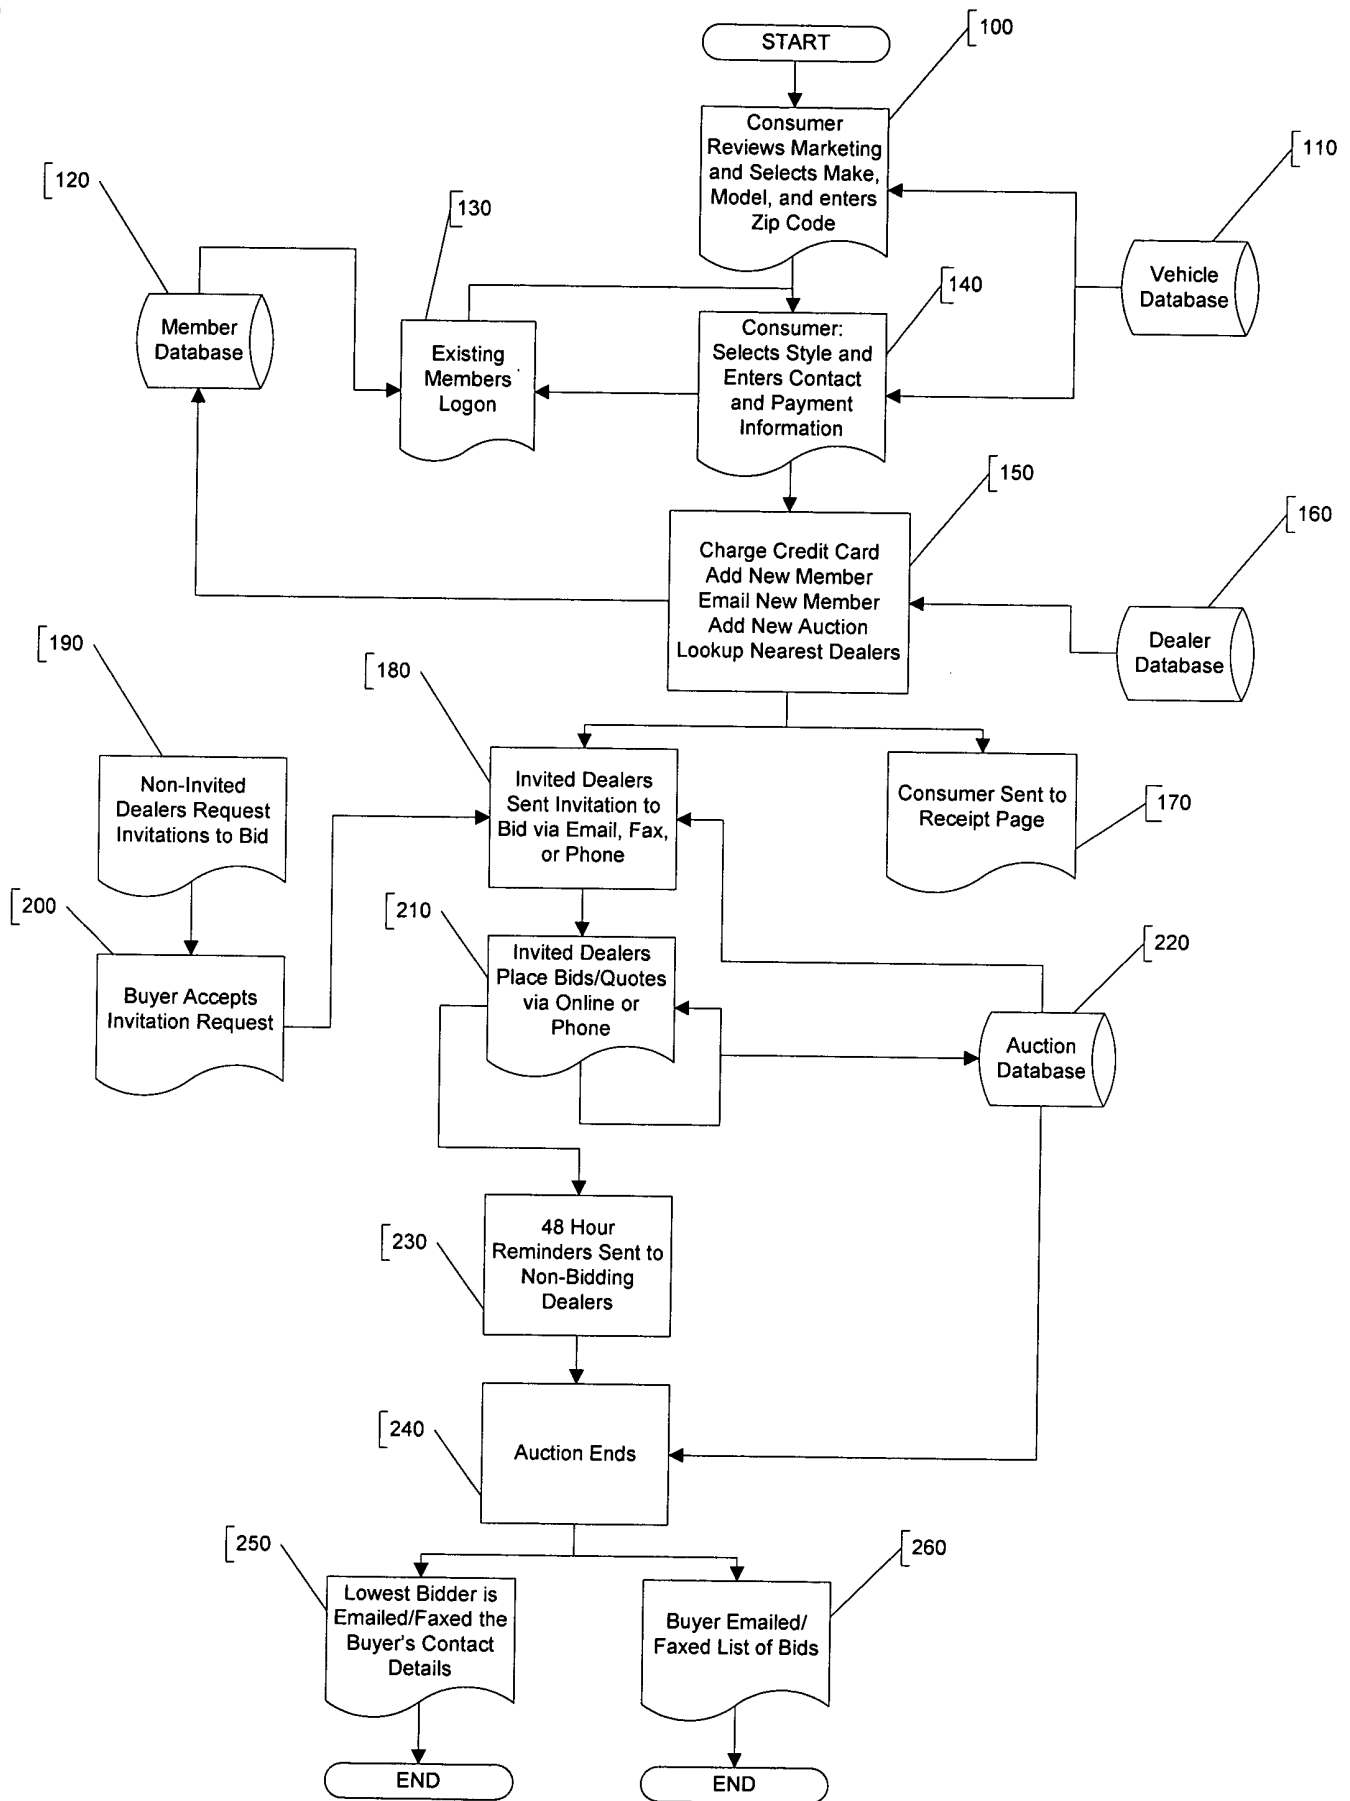 START
100
Consumer
Reviews Marketing
and Selects Make,
Model, and enters
Zip Code
110
120
130
Vehicle
Database
140
Member
Database
Existing
Members
Logon
Consumer:
Selects Style and
Enters Contact
and Payment
Information
150
160
Charge Credit Card
Add New Member
Email New Member
Add New Auction
Lookup Nearest Dealers
Dealer
Database
190
180
Non-Invited
Dealers Request
Invitations to Bid
Invited Dealers
Sent Invitation to
Bid via Email, Fax,
or Phone
Consumer Sent to
Receipt Page
170
200
210
220
Buyer Accepts
Invitation Request
Invited Dealers
Place Bids/Quotes
via Online or
Phone
Auction
Database
230
48 Hour
Reminders Sent to
Non-Bidding
Dealers
240
Auction Ends
250
260
Lowest Bidder is
Emailed/Faxed the
Buyer's Contact
Details
Buyer Emailed/
Faxed List of Bids
END
END